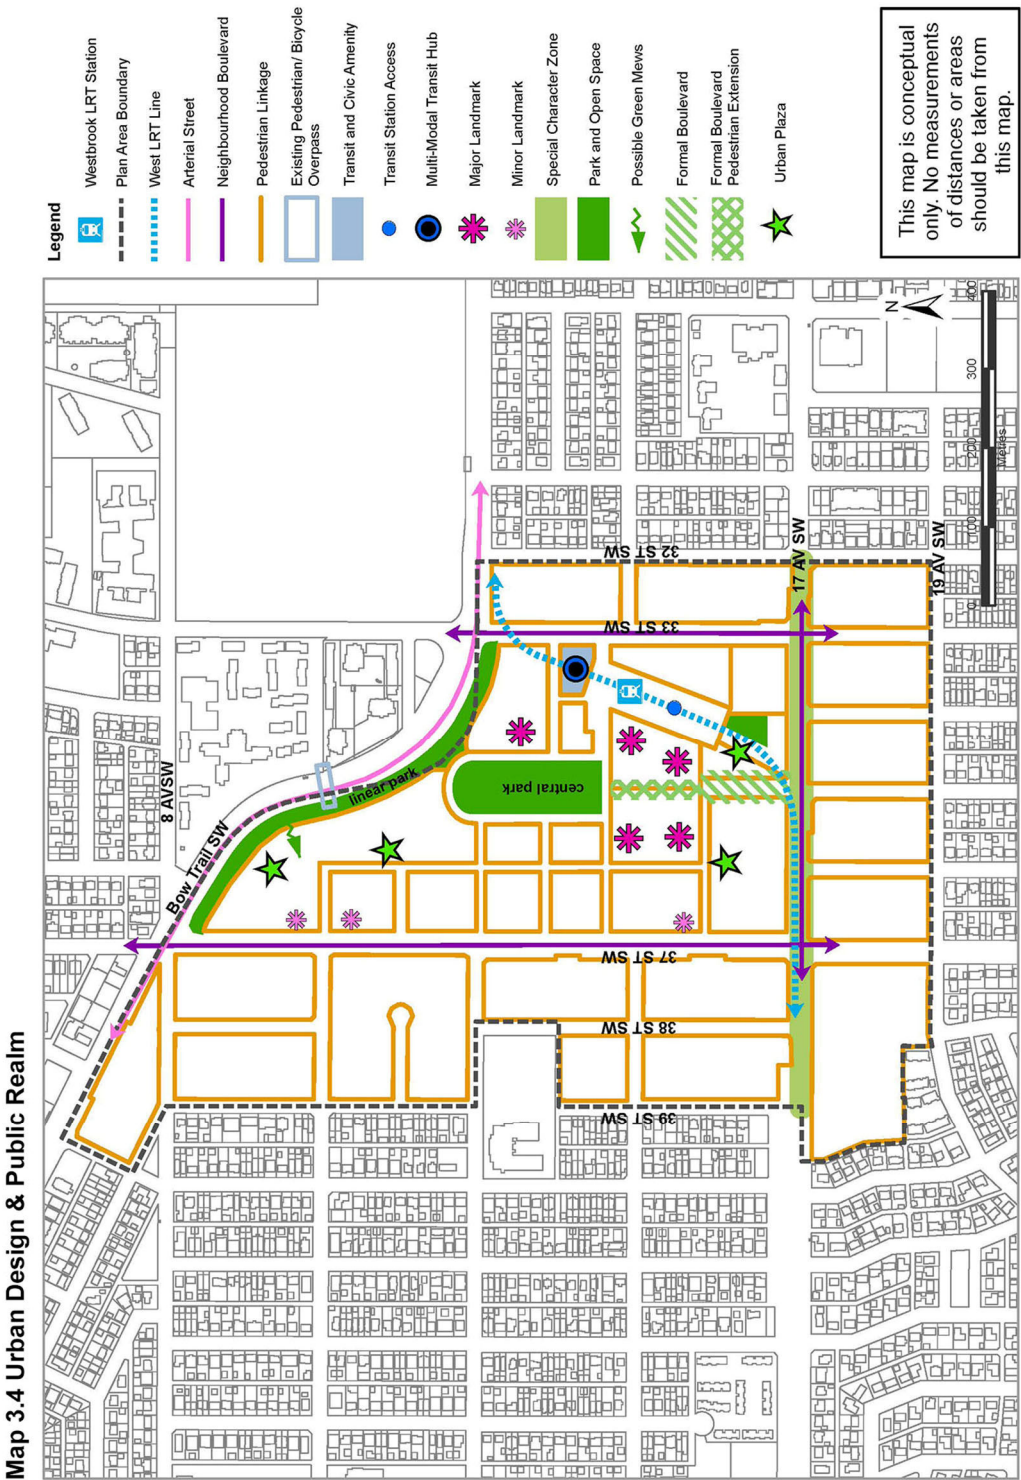 Map 3.4 Urban Design & Public Realm
Legend
Westbrook LRT Station
Plan Area Boundary
West LRT Line
Arterial Street
Neighbourhood Boulevard
Pedestrian Linkage
Existing Pedestrian/ Bicycle
Overpass
Transit and Civic Amenity
Transit Station Access
Multi-Modal Transit Hub
Major Landmark
Minor Landmark
Special Character Zone
Park and Open Space
Possible Green Mews
Formal Boulevard
Formal Boulevard
Pedestrian Extension
Urban Plaza
This map is conceptual
only. No measurements
of distances or areas
should be taken from
this map.
8 AVSW
Bow Trail SW
linear park
central park
32 ST SW
33 ST SW
37 ST SW
38 ST SW
39 ST SW
17 AV SW
19 AV SW
N
0 100 200 300 400
Metres